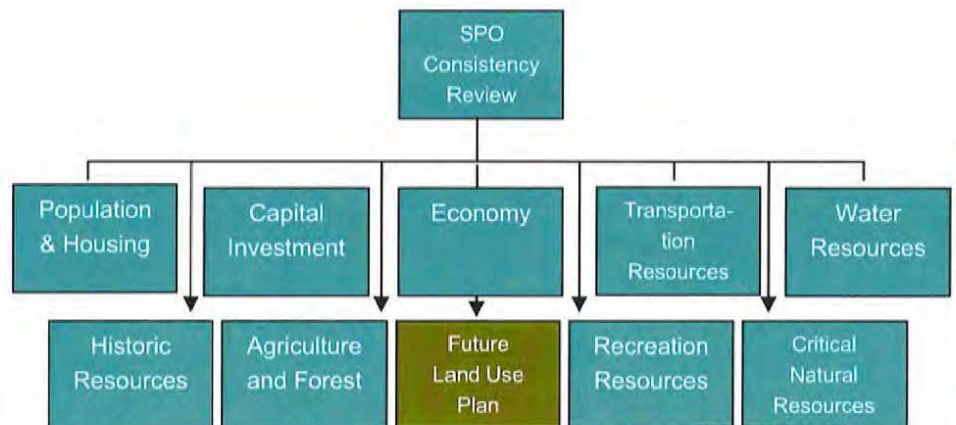 SPO
Consistency
Review
Population
& Housing
Capital
Investment
Economy
Transporta-
tion
Resources
Water
Resources
Historic
Resources
Agriculture
and Forest
Future
Land Use
Plan
Recreation
Resources
Critical
Natural
Resources